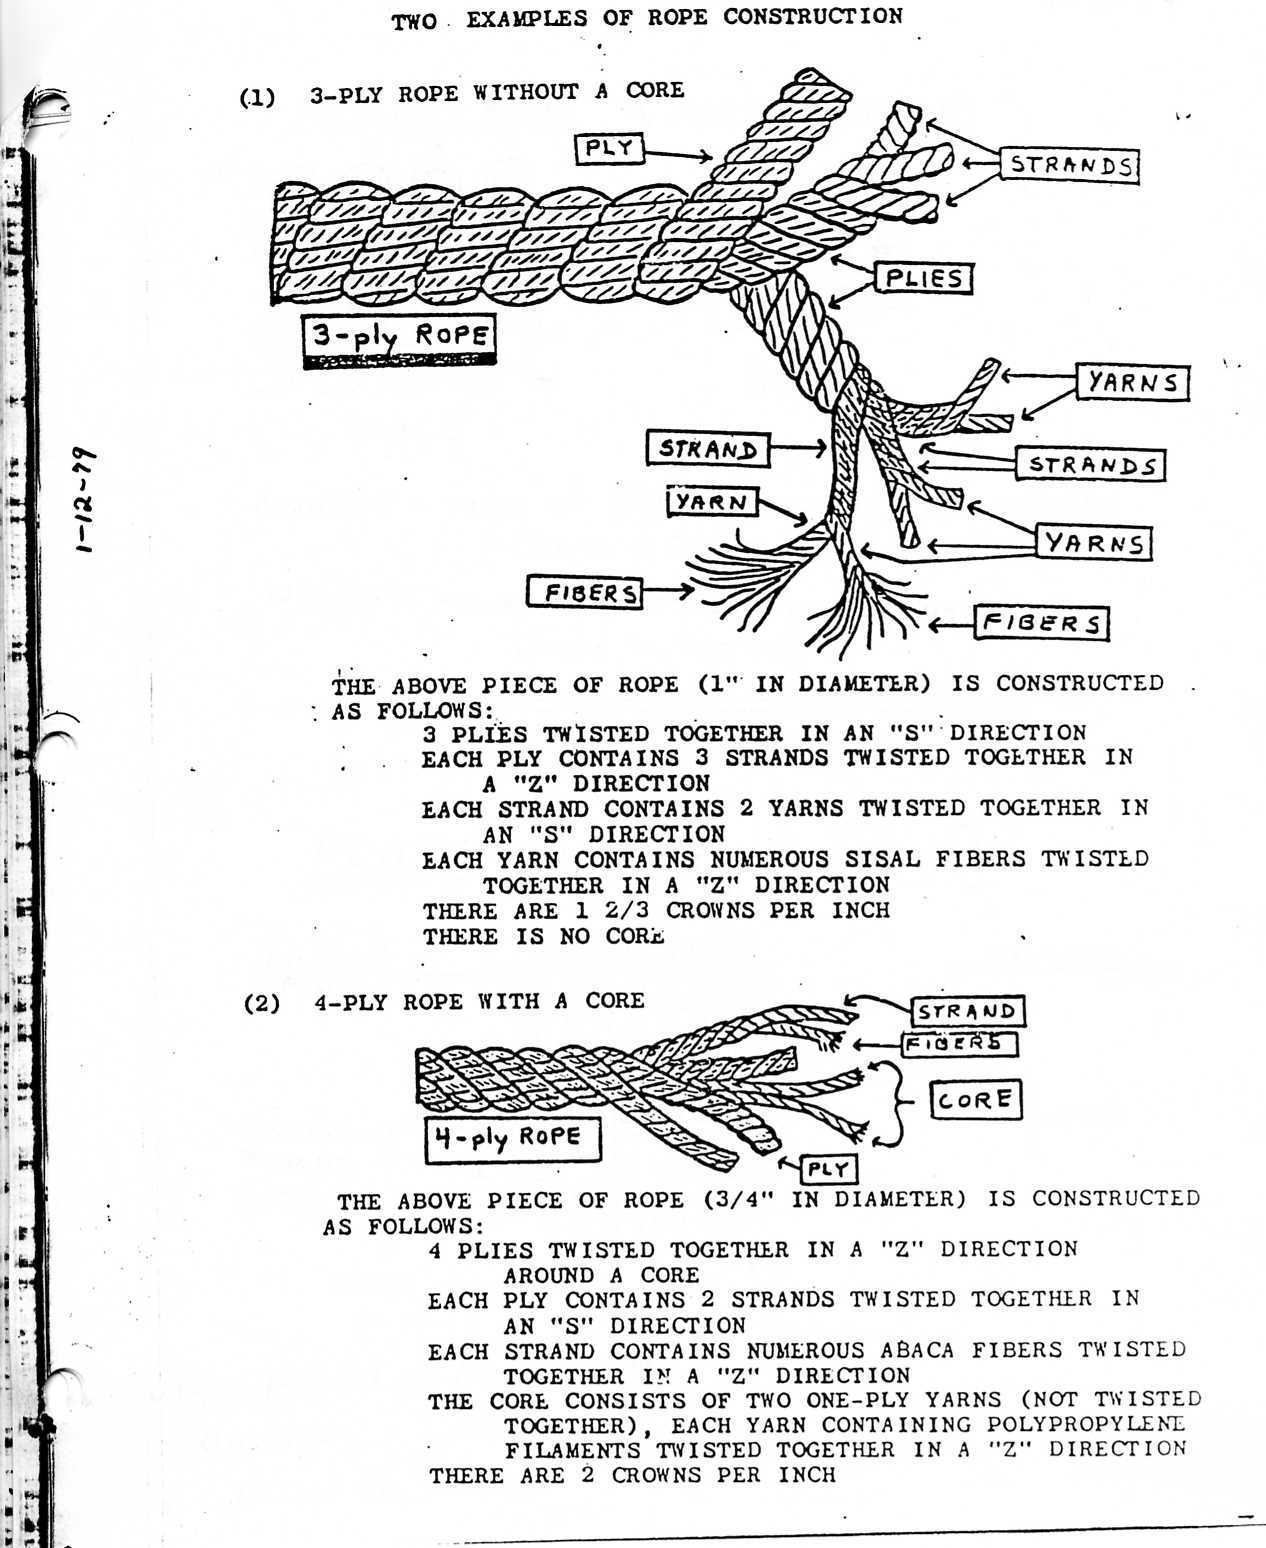 TWO EXAMPLES OF ROPE CONSTRUCTION
(1) 3-PLY ROPE WITHOUT A CORE
PLY
STRANDS
PLIES
3-ply ROPE
YARNS
STRAND
STRANDS
YARN
YARNS
FIBERS
FIBERS
1-12-79
THE ABOVE PIECE OF ROPE (1" IN DIAMETER) IS CONSTRUCTED
AS FOLLOWS:
3 PLIES TWISTED TOGETHER IN AN "S" DIRECTION
EACH PLY CONTAINS 3 STRANDS TWISTED TOGETHER IN
A "Z" DIRECTION
EACH STRAND CONTAINS 2 YARNS TWISTED TOGETHER IN
AN "S" DIRECTION
EACH YARN CONTAINS NUMEROUS SISAL FIBERS TWISTED
TOGETHER IN A "Z" DIRECTION
THERE ARE 1 2/3 CROWNS PER INCH
THERE IS NO CORE
(2) 4-PLY ROPE WITH A CORE
STRAND
FIBERS
CORE
4-ply ROPE
PLY
THE ABOVE PIECE OF ROPE (3/4" IN DIAMETER) IS CONSTRUCTED
AS FOLLOWS:
4 PLIES TWISTED TOGETHER IN A "Z" DIRECTION
AROUND A CORE
EACH PLY CONTAINS 2 STRANDS TWISTED TOGETHER IN
AN "S" DIRECTION
EACH STRAND CONTAINS NUMEROUS ABACA FIBERS TWISTED
TOGETHER IN A "Z" DIRECTION
THE CORE CONSISTS OF TWO ONE-PLY YARNS (NOT TWISTED
TOGETHER), EACH YARN CONTAINING POLYPROPYLENE
FILAMENTS TWISTED TOGETHER IN A "Z" DIRECTION
THERE ARE 2 CROWNS PER INCH